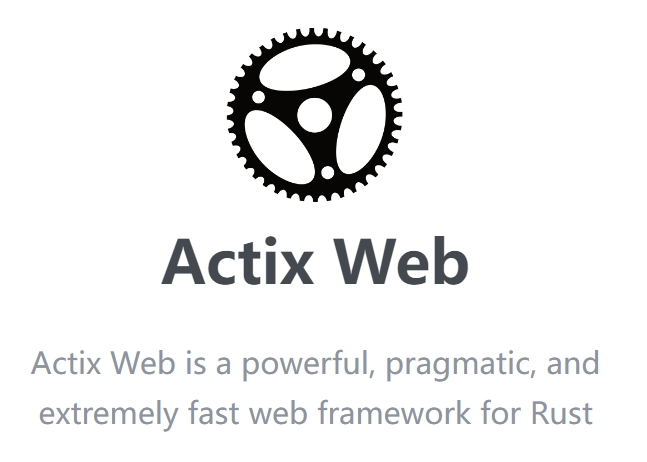 Actix Web
Actix Web is a powerful, pragmatic, and
extremely fast web framework for Rust